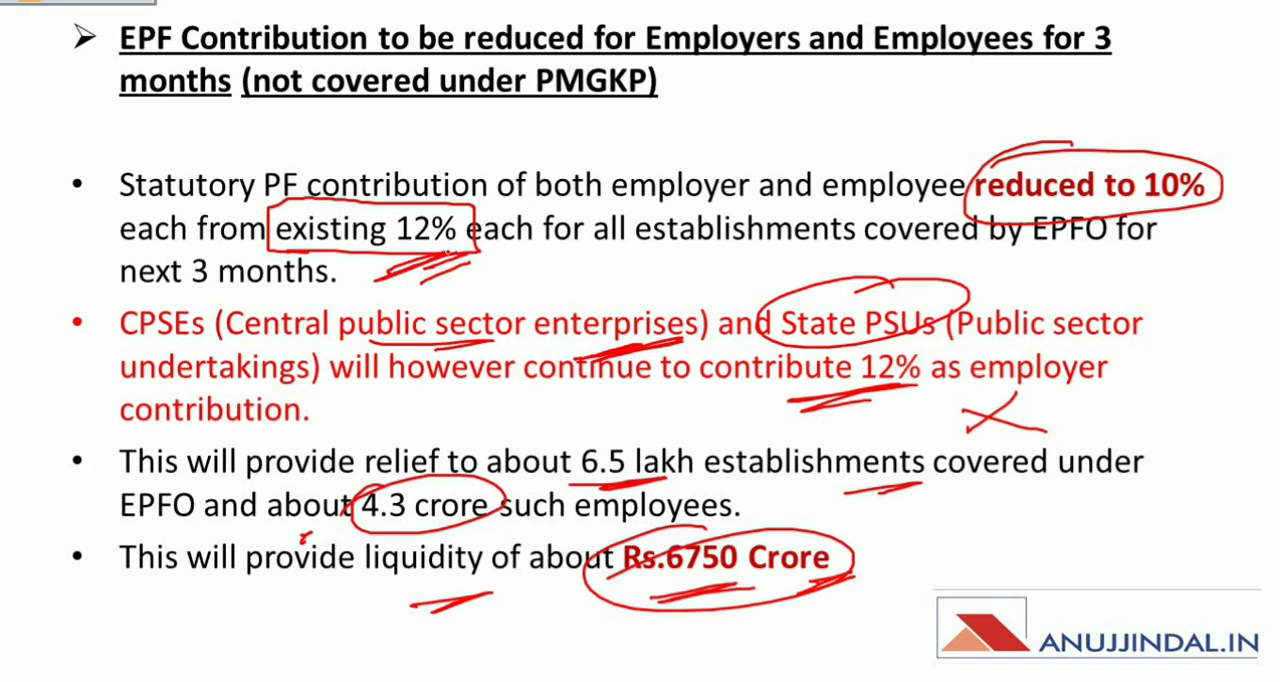 ➤ EPF Contribution to be reduced for Employers and Employees for 3
months (not covered under PMGKP)
• Statutory PF contribution of both employer and employee reduced to 10%
each from existing 12% each for all establishments covered by EPFO for
next 3 months.
• CPSEs (Central public sector enterprises) and State PSUs (Public sector
undertakings) will however continue to contribute 12% as employer
contribution.
• This will provide relief to about 6.5 lakh establishments covered under
EPFO and about 4.3 crore such employees.
• This will provide liquidity of about Rs.6750 Crore
ANUJJINDAL.IN